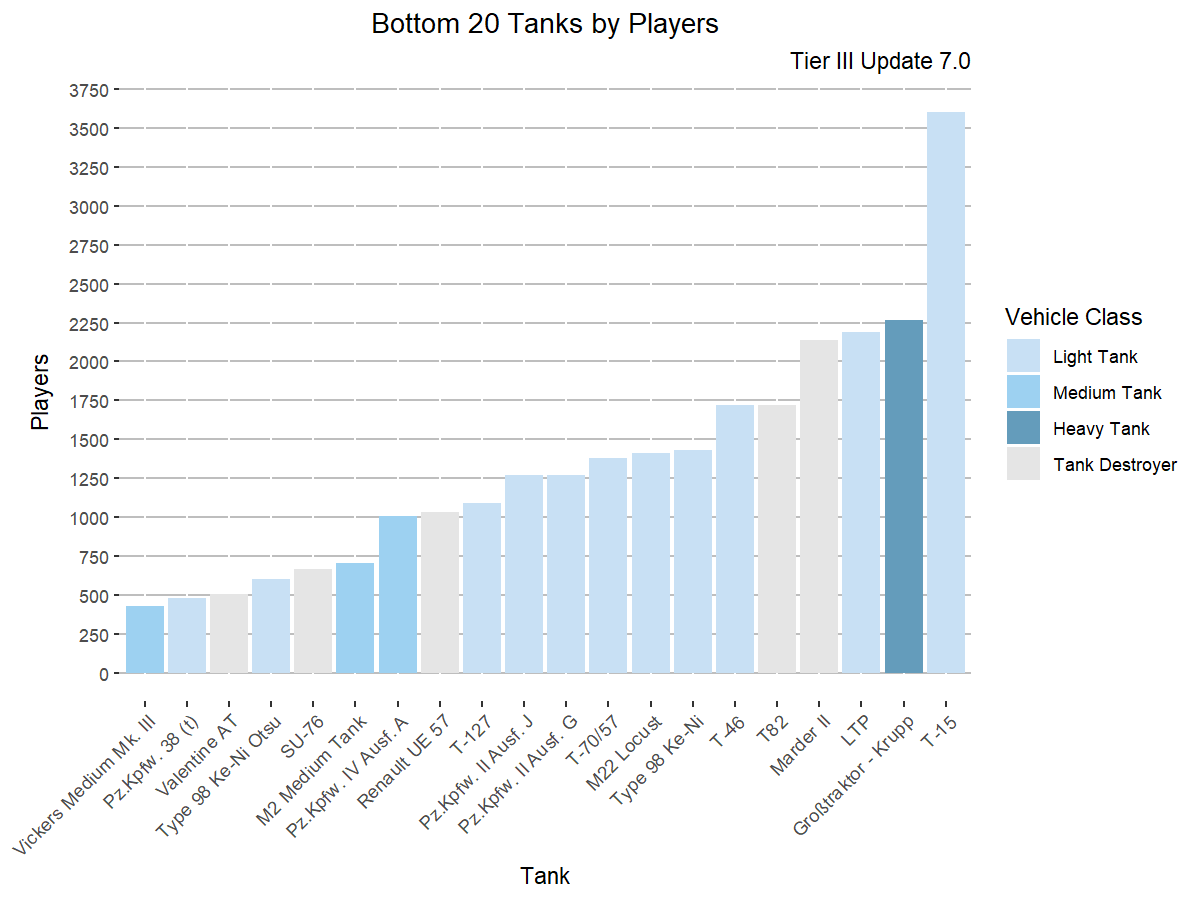 Bottom 20 Tanks by Players
Tier III Update 7.0
3750
3500
3250
3000
2750
2500
2250
2000
1750
1500
1250
1000
750
500
250
0
Players
Vickers Medium Mk. III
Pz.Kpfw. 38 (t)
Valentine AT
Type 98 Ke-Ni Otsu
SU-76
M2 Medium Tank
Pz.Kpfw. IV Ausf. A
Renault UE 57
T-127
Pz.Kpfw. II Ausf. J
Pz.Kpfw. II Ausf. G
T-70/57
M22 Locust
Type 98 Ke-Ni
T-46
T82
Marder II
LTP
Großtraktor - Krupp
T-15
Tank
Vehicle Class
Light Tank
Medium Tank
Heavy Tank
Tank Destroyer